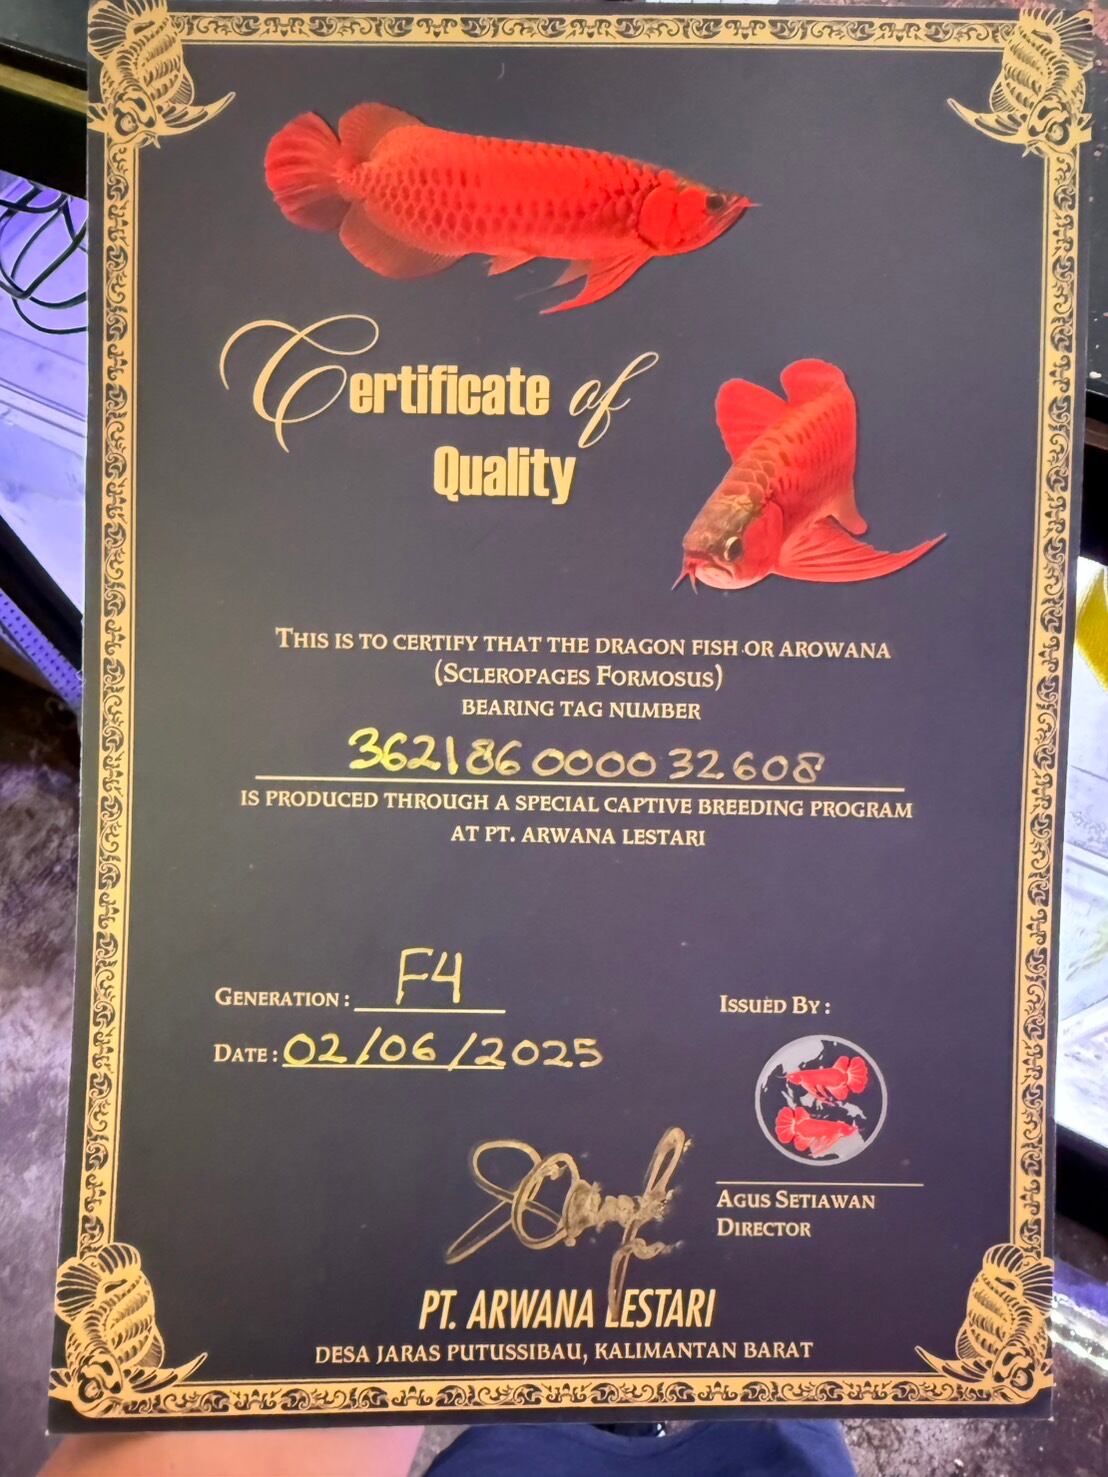 Certificate of
Quality
THIS IS TO CERTIFY THAT THE DRAGON FISH OR AROWANA
(SCLEROPAGES FORMOSUS)
BEARING TAG NUMBER
362186000032608
IS PRODUCED THROUGH A SPECIAL CAPTIVE BREEDING PROGRAM
AT PT. ARWANA LESTARI
GENERATION: F4
ISSUED BY:
DATE: 02/06/2025
AGUS SETIAWAN
DIRECTOR
PT. ARWANA LESTARI
DESA JARAS PUTUSSIBAU, KALIMANTAN BARAT